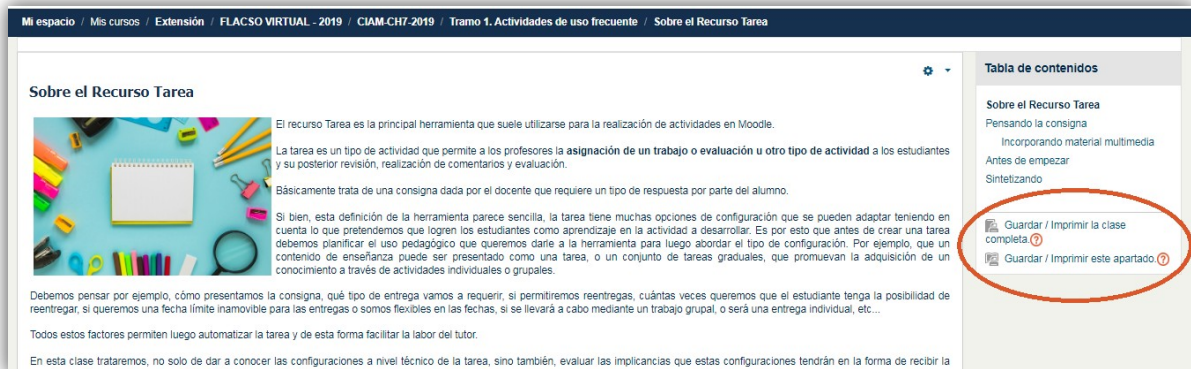 Mi espacio / Mis cursos / Extensión / FLACSO VIRTUAL - 2019 / CIAM-CH7-2019 / Tramo 1. Actividades de uso frecuente / Sobre el Recurso Tarea
Sobre el Recurso Tarea
El recurso Tarea es la principal herramienta que suele utilizarse para la realización de actividades en Moodle.
La tarea es un tipo de actividad que permite a los profesores la asignación de un trabajo o evaluación u otro tipo de actividad a los estudiantes
y su posterior revisión, realización de comentarios y evaluación.
Básicamente trata de una consigna dada por el docente que requiere un tipo de respuesta por parte del alumno.
Si bien, esta definición de la herramienta parece sencilla, la tarea tiene muchas opciones de configuración que se pueden adaptar teniendo en
cuenta lo que pretendemos que logren los estudiantes como aprendizaje en la actividad a desarrollar. Es por esto que antes de crear una tarea
debemos planificar el uso pedagógico que queremos darle a la herramienta para luego abordar el tipo de configuración. Por ejemplo, que un
contenido de enseñanza puede ser presentado como una tarea, o un conjunto de tareas graduales, que promuevan la adquisición de un
conocimiento a través de actividades individuales o grupales.
Debemos pensar por ejemplo, cómo presentamos la consigna, qué tipo de entrega vamos a requerir, si permitiremos reentregas, cuántas veces queremos que el estudiante tenga la posibilidad de
reentregar, si queremos una fecha límite inamovible para las entregas o somos flexibles en las fechas, si se llevará a cabo mediante un trabajo grupal, o será una entrega individual, etc...
Todos estos factores permiten luego automatizar la tarea y de esta forma facilitar la labor del tutor.
En esta clase trataremos, no solo de dar a conocer las configuraciones a nivel técnico de la tarea, sino también, evaluar las implicancias que estas configuraciones tendrán en la forma de recibir la
Tabla de contenidos
Sobre el Recurso Tarea
Pensando la consigna
Incorporando material multimedia
Antes de empezar
Sintetizando
Guardar / Imprimir la clase
completa.?
Guardar / Imprimir este apartado.?